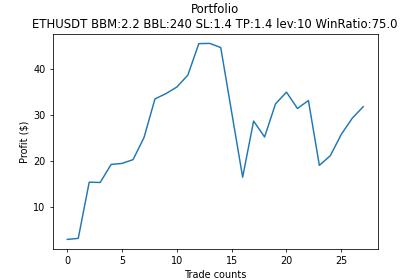 Portfolio
ETHUSDT BBM:2.2 BBL:240 SL:1.4 TP:1.4 lev:10 WinRatio:75.0
40
30
20
10
Profit ($)
0 5 10 15 20 25
Trade counts